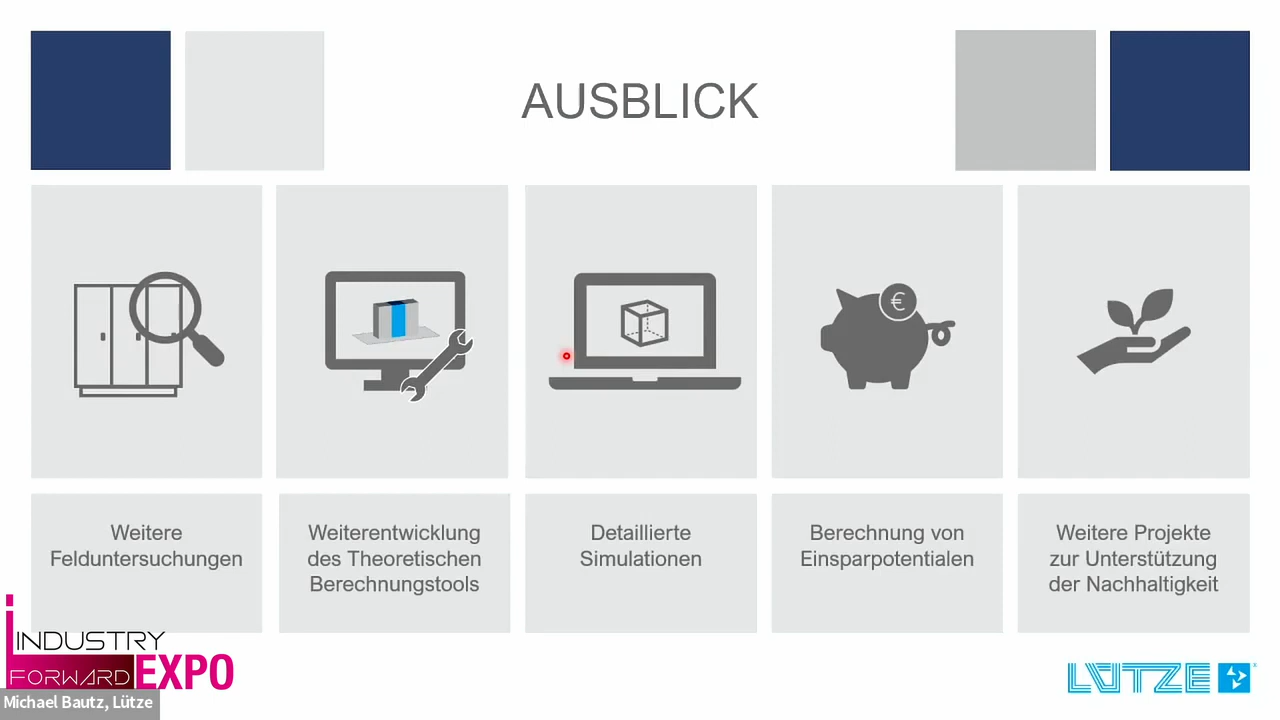 AUSBLICK
€
Weitere
Felduntersuchungen
Weiterentwicklung
des Theoretischen
Berechnungstools
Detaillierte
Simulationen
Berechnung von
Einsparpotentialen
Weitere Projekte
zur Unterstützung
der Nachhaltigkeit
INDUSTRY
FORWARD EXPO
Michael Bautz, Lütze
LÜTZE